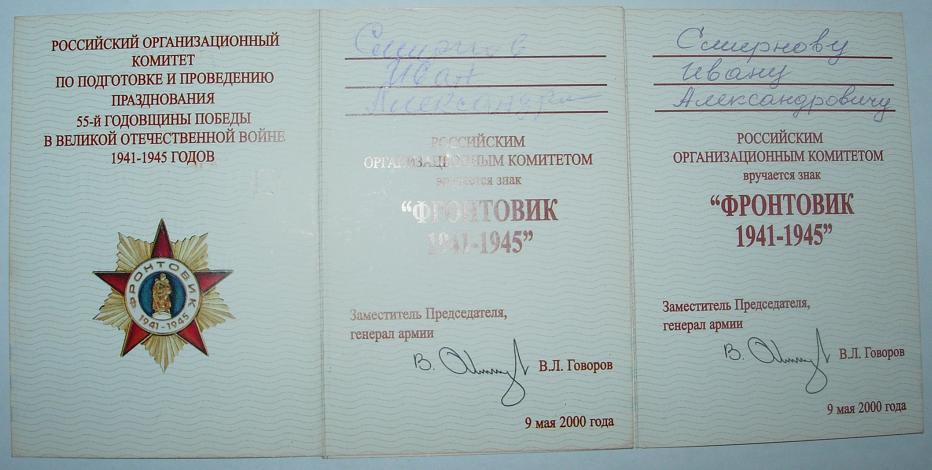 РОССИЙСКИЙ ОРГАНИЗАЦИОННЫЙ
КОМИТЕТ
ПО ПОДГОТОВКЕ И ПРОВЕДЕНИЮ
ПРАЗДНОВАНИЯ
55-й ГОДОВЩИНЫ ПОБЕДЫ
В ВЕЛИКОЙ ОТЕЧЕСТВЕННОЙ ВОЙНЕ
1941-1945 ГОДОВ
ФРОНТОВИК
1941-1945
Смирнов
Иван
РОССИЙСКИМ
ОРГАНИЗАЦИОННЫМ КОМИТЕТОМ
вручается знак
“ФРОНТОВИК
1941-1945”
Заместитель Председателя,
генерал армии
В.Л. Говоров
9 мая 2000 года
Смирнову
Ивану
Александровичу
РОССИЙСКИМ
ОРГАНИЗАЦИОННЫМ КОМИТЕТОМ
вручается знак
“ФРОНТОВИК
1941-1945”
Заместитель Председателя,
генерал армии
В.Л. Говоров
9 мая 2000 года